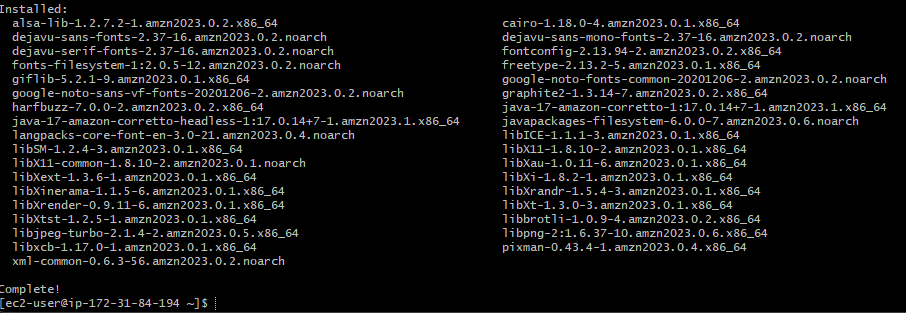 Installed:
alsa-lib-1.2.7.2-1.amzn2023.0.2.x86_64 cairo-1.18.0-4.amzn2023.0.1.x86_64
dejavu-sans-fonts-2.37-16.amzn2023.0.2.noarch dejavu-sans-mono-fonts-2.37-16.amzn2023.0.2.noarch
dejavu-serif-fonts-2.37-16.amzn2023.0.2.noarch fontconfig-2.13.94-2.amzn2023.0.2.x86_64
fonts-filesystem-1:2.0.5-12.amzn2023.0.2.noarch freetype-2.13.2-5.amzn2023.0.1.x86_64
giflib-5.2.1-9.amzn2023.0.1.x86_64 google-noto-fonts-common-20201206-2.amzn2023.0.2.noarch
google-noto-sans-vf-fonts-20201206-2.amzn2023.0.2.noarch graphite2-1.3.14-7.amzn2023.0.2.x86_64
harfbuzz-7.0.0-2.amzn2023.0.2.x86_64 java-17-amazon-corretto-1:17.0.14+7-1.amzn2023.1.x86_64
java-17-amazon-corretto-headless-1:17.0.14+7-1.amzn2023.1.x86_64 javapackages-filesystem-6.0.0-7.amzn2023.0.6.noarch
langpacks-core-font-en-3.0-21.amzn2023.0.4.noarch libICE-1.1.1-3.amzn2023.0.1.x86_64
libSM-1.2.4-3.amzn2023.0.1.x86_64 libX11-1.8.10-2.amzn2023.0.1.x86_64
libX11-common-1.8.10-2.amzn2023.0.1.noarch libXau-1.0.11-6.amzn2023.0.1.x86_64
libXext-1.3.6-1.amzn2023.0.1.x86_64 libXi-1.8.2-1.amzn2023.0.1.x86_64
libXinerama-1.1.5-6.amzn2023.0.1.x86_64 libXrandr-1.5.4-3.amzn2023.0.1.x86_64
libXrender-0.9.11-6.amzn2023.0.1.x86_64 libXt-1.3.0-3.amzn2023.0.1.x86_64
libXtst-1.2.5-1.amzn2023.0.1.x86_64 libbrotli-1.0.9-4.amzn2023.0.2.x86_64
libjpeg-turbo-2.1.4-2.amzn2023.0.5.x86_64 libpng-2:1.6.37-10.amzn2023.0.6.x86_64
libxcb-1.17.0-1.amzn2023.0.1.x86_64 pixman-0.43.4-1.amzn2023.0.4.x86_64
xml-common-0.6.3-56.amzn2023.0.2.noarch
Complete!
[ec2-user@ip-172-31-84-194 ~]$